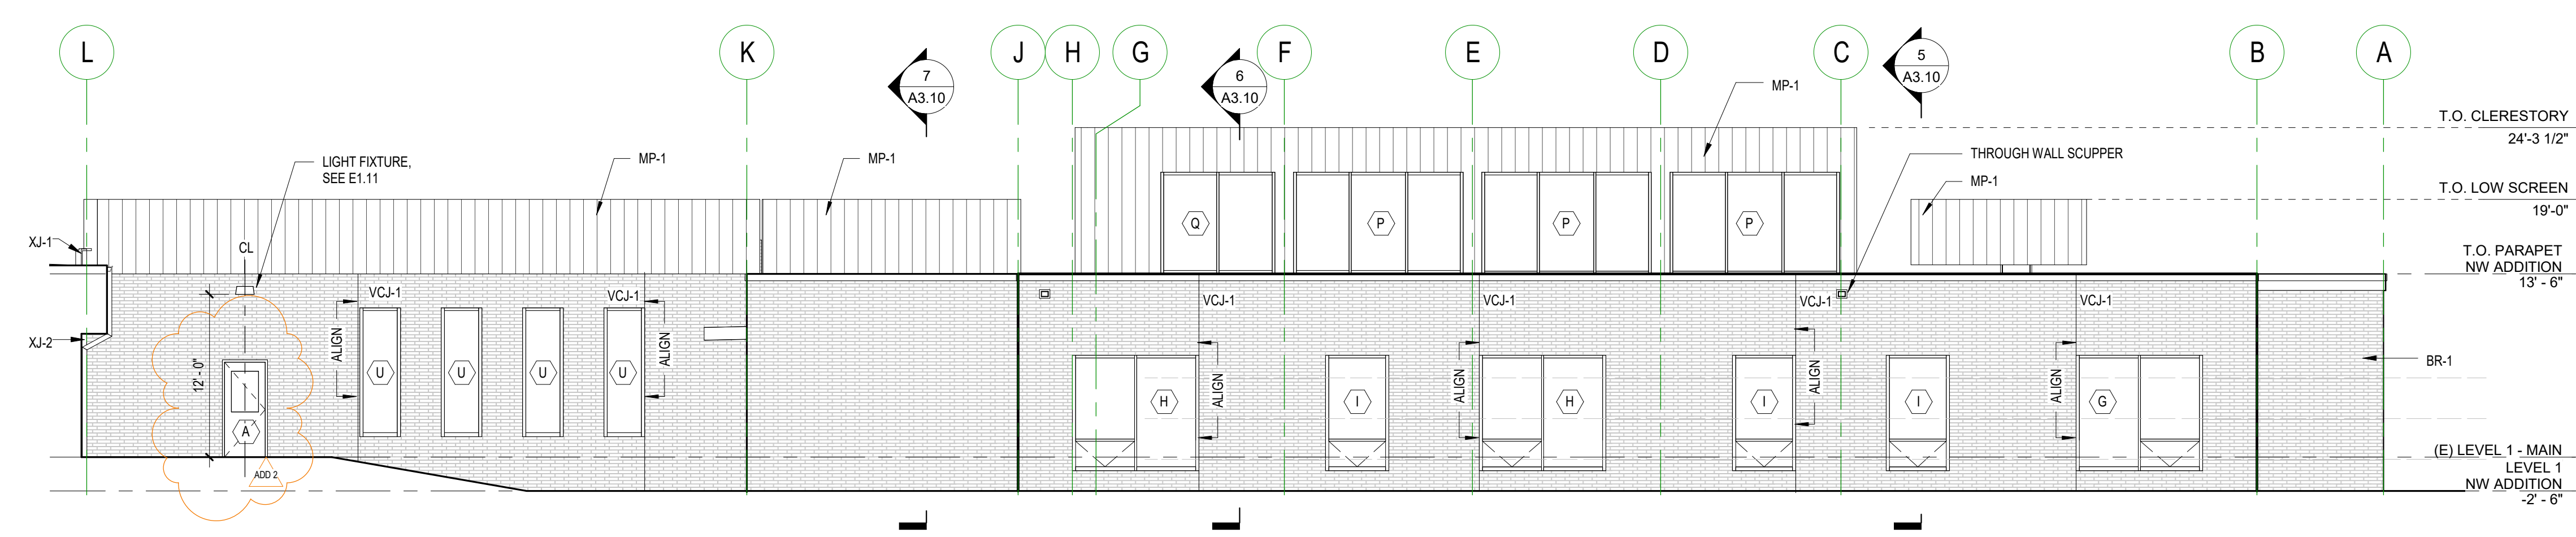 L
K
J
H
G
F
E
D
C
B
A
7
A3.10
6
A3.10
5
A3.10
MP-1
T.O. CLERESTORY
24'-3 1/2"
LIGHT FIXTURE,
SEE E1.11
MP-1
MP-1
THROUGH WALL SCUPPER
MP-1
T.O. LOW SCREEN
19'-0"
XJ-1
CL
Q
P
P
P
T.O. PARAPET
NW ADDITION
13' - 6"
VCJ-1
VCJ-1
VCJ-1
VCJ-1
VCJ-1
VCJ-1
XJ-2
12' - 0"
ALIGN
U
U
U
U
ALIGN
ALIGN
ALIGN
ALIGN
ALIGN
BR-1
A
H
I
H
I
I
G
ADD 2
(E) LEVEL 1 - MAIN
LEVEL 1
NW ADDITION
-2' - 6"